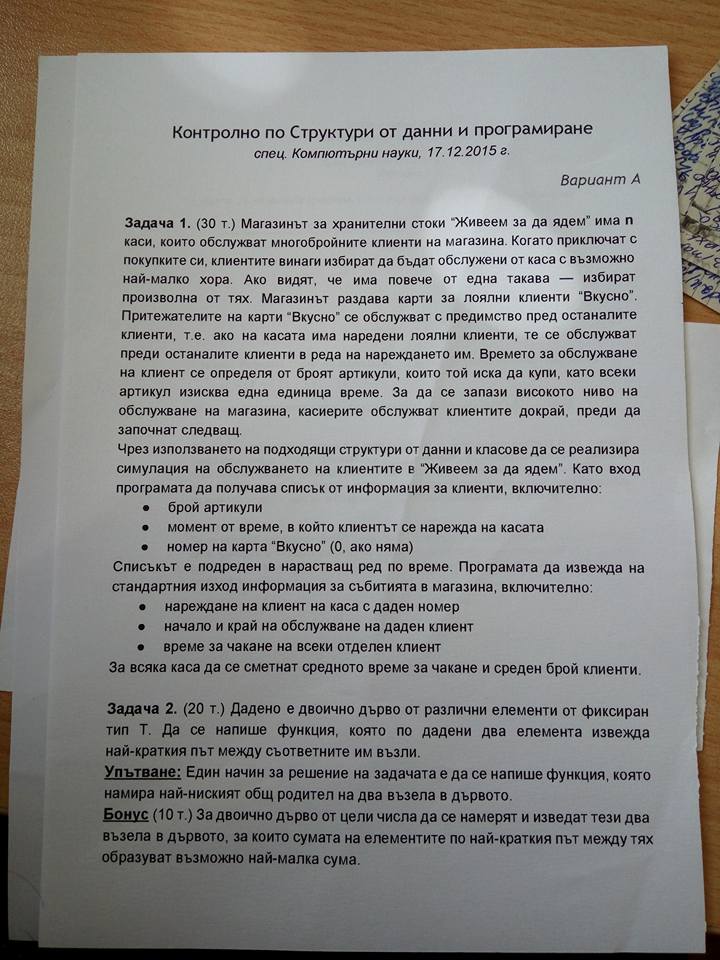 Контролно по Структури от данни и програмиране
спец. Компютърни науки, 17.12.2015 г.
Вариант А
Задача 1. (30 т.) Магазинът за хранителни стоки “Живеем за да ядем” има n
каси, които обслужват многобройните клиенти на магазина. Когато приключат с
покупките си, клиентите винаги избират да бъдат обслужени от каса с възможно
най-малко хора. Ако видят, че има повече от една такава — избират
произволна от тях. Магазинът раздава карти за лоялни клиенти “Вкусно”.
Притежателите на карти “Вкусно” се обслужват с предимство пред останалите
клиенти, т.е. ако на касата има наредени лоялни клиенти, те се обслужват
преди останалите клиенти в реда на нареждането им. Времето за обслужване
на клиент се определя от броят артикули, които той иска да купи, като всеки
артикул изисква една единица време. За да се запази високото ниво на
обслужване на магазина, касиерите обслужват клиентите докрай, преди да
започнат следващ.
Чрез използването на подходящи структури от данни и класове да се реализира
симулация на обслужването на клиентите в “Живеем за да ядем”. Като вход
програмата да получава списък от информация за клиенти, включително:
● брой артикули
● момент от време, в който клиентът се нарежда на касата
● номер на карта “Вкусно” (0, ако няма)
Списъкът е подреден в нарастващ ред по време. Програмата да извежда на
стандартния изход информация за събитията в магазина, включително:
● нареждане на клиент на каса с даден номер
● начало и край на обслужване на даден клиент
● време за чакане на всеки отделен клиент
За всяка каса да се сметнат средното време за чакане и среден брой клиенти.
Задача 2. (20 т.) Дадено е двоично дърво от различни елементи от фиксиран
тип T. Да се напише функция, която по дадени два елемента извежда
най-краткия път между съответните им възли.
Упътване: Един начин за решение на задачата е да се напише функция, която
намира най-ниският общ родител на два възела в дървото.
Бонус (10 т.) За двоично дърво от цели числа да се намерят и изведат тези два
възела в дървото, за които сумата на елементите по най-краткия път между тях
образуват възможно най-малка сума.